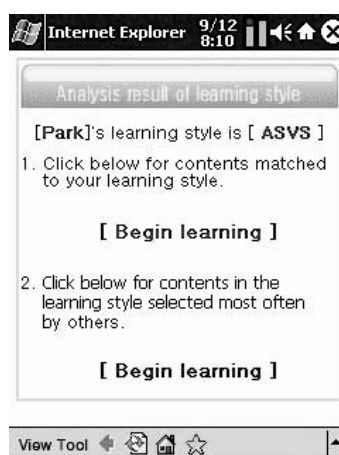 Internet Explorer 9/12 8:10
Analysis result of learning style
[Park]'s learning style is [ ASVS ]
1. Click below for contents matched
to your learning style.
[ Begin learning ]
2. Click below for contents in the
learning style selected most often
by others.
[ Begin learning ]
View Tool